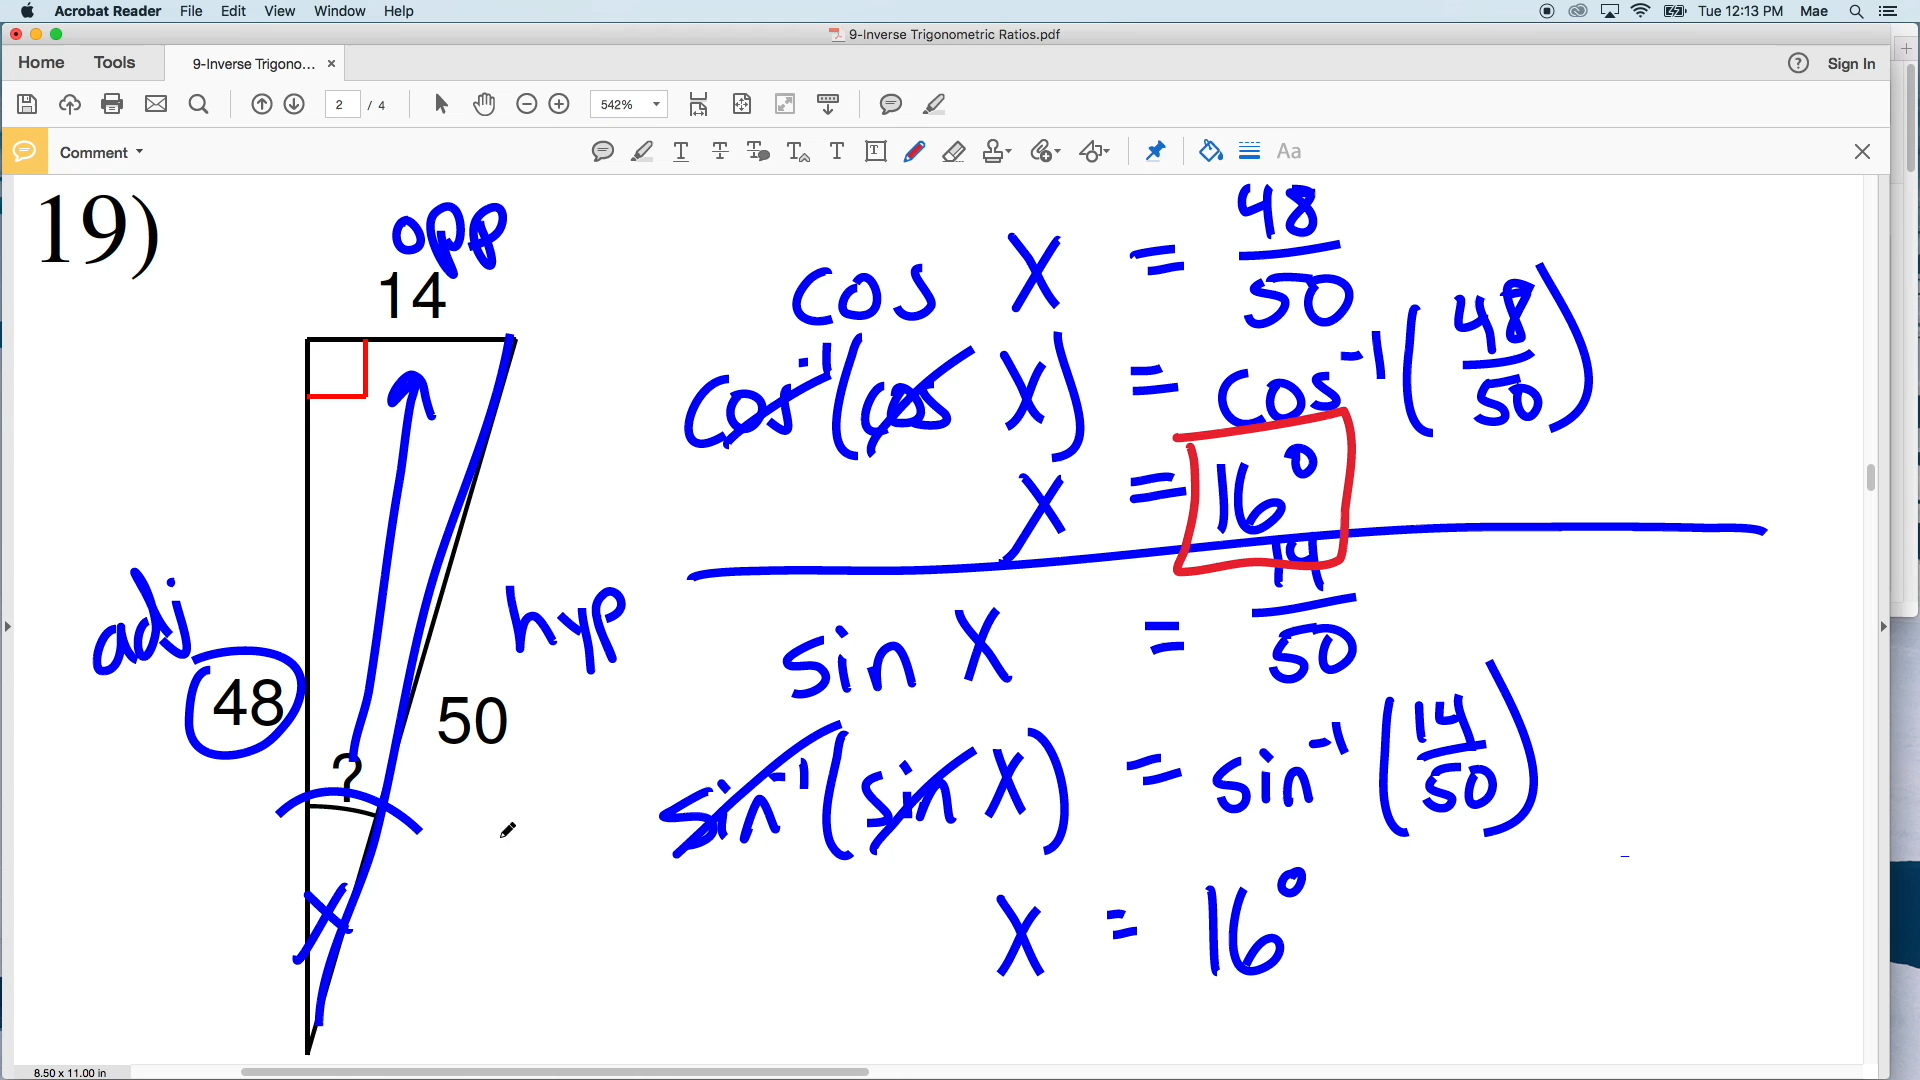 Acrobat Reader File Edit View Window Help Tue 12:13 PM Mae
9-Inverse Trigonometric Ratios.pdf
Home Tools 9-Inverse Trigono... × Sign In
2 / 4 542%
Comment Aa
19)
opp
14
adj
48
hyp
50
?
x
cos x = 48/50
cos⁻¹(cos x) = cos⁻¹(48/50)
x = 16°
sin x = 14/50
sin⁻¹(sin x) = sin⁻¹(14/50)
x = 16°
8.50 x 11.00 in